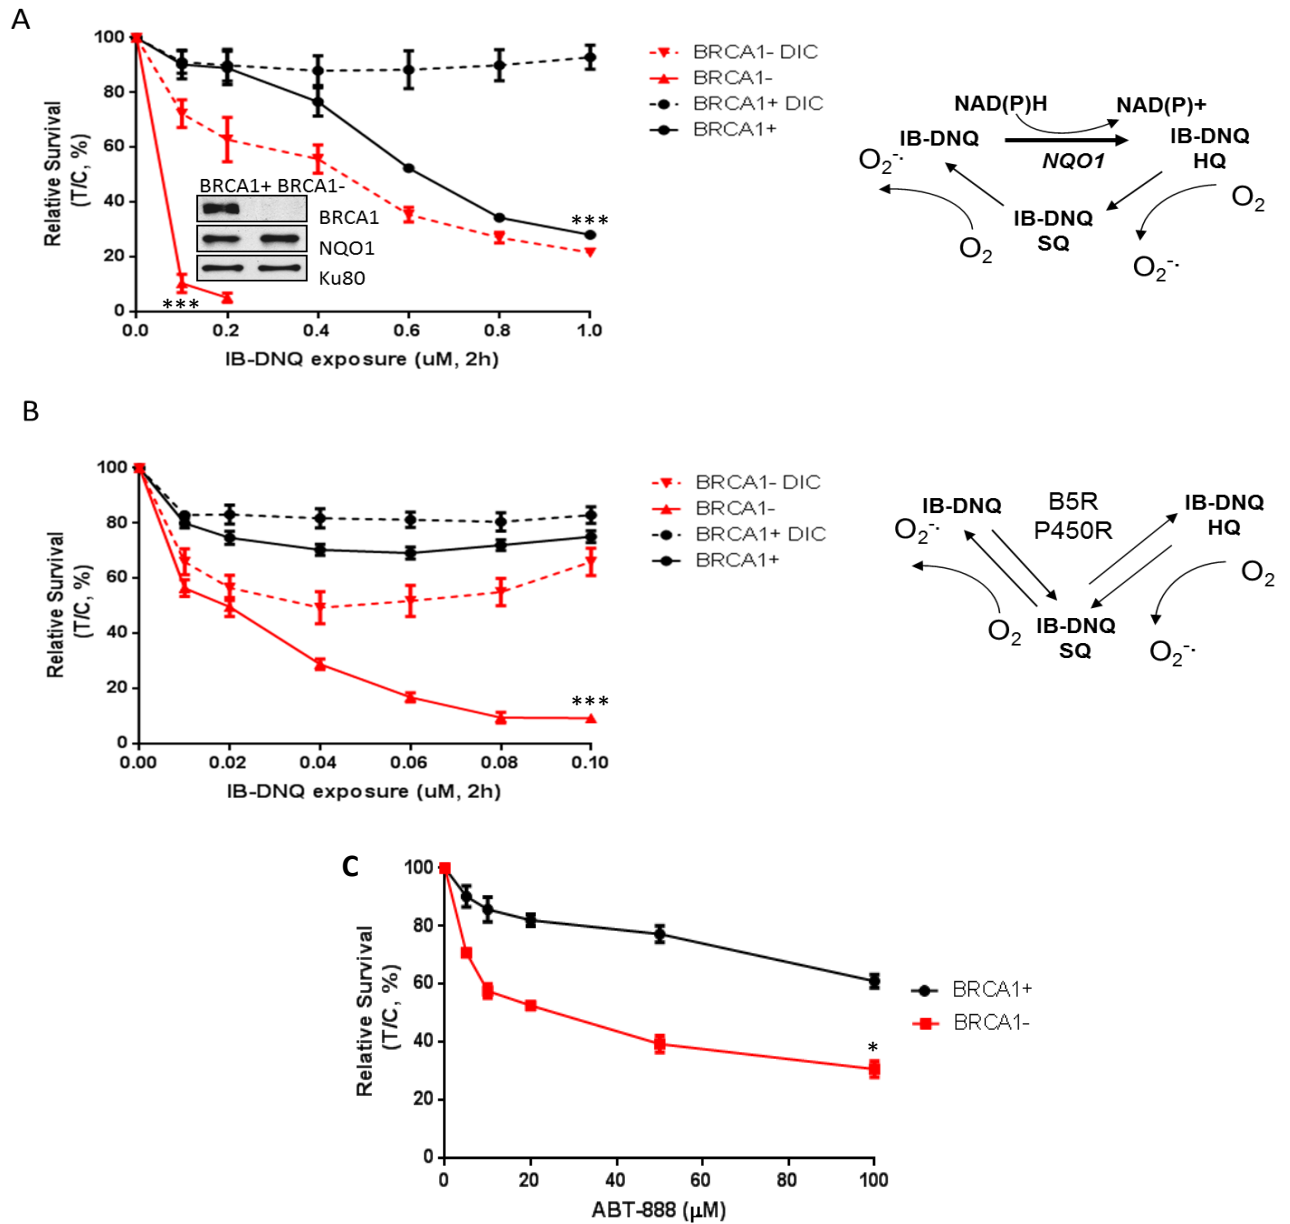 A
100
80
60
40
20
0
Relative Survival
(T/C, %)
0.0 0.2 0.4 0.6 0.8 1.0
IB-DNQ exposure (uM, 2h)
BRCA1+ BRCA1-
BRCA1
NQO1
Ku80
***
***
BRCA1- DIC
BRCA1-
BRCA1+ DIC
BRCA1+
NAD(P)H NAD(P)+
IB-DNQ
NQO1
IB-DNQ
HQ
O2-·
O2
IB-DNQ
SQ
O2
O2-·
B
100
80
60
40
20
0
Relative Survival
(T/C, %)
0.00 0.02 0.04 0.06 0.08 0.10
IB-DNQ exposure (uM, 2h)
***
BRCA1- DIC
BRCA1-
BRCA1+ DIC
BRCA1+
IB-DNQ
B5R
P450R
IB-DNQ
HQ
O2-·
O2
IB-DNQ
SQ
O2
O2-·
C
100
80
60
40
20
0
Relative Survival
(T/C, %)
0 20 40 60 80 100
ABT-888 (µM)
*
BRCA1+
BRCA1-